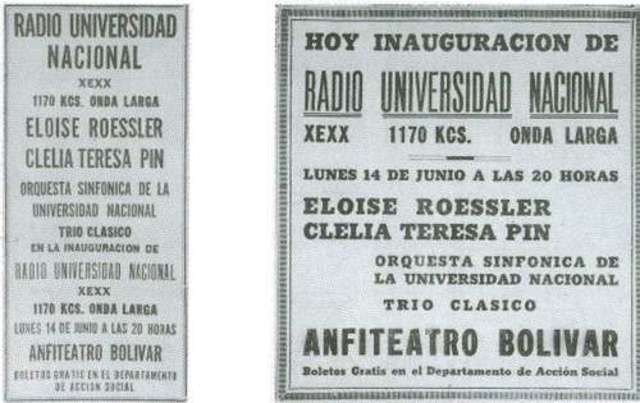 RADIO UNIVERSIDAD
NACIONAL
XEXX
1170 KCS. ONDA LARGA
ELOISE ROESSLER
CLELIA TERESA PIN
ORQUESTA SINFONICA DE LA
UNIVERSIDAD NACIONAL
TRIO CLASICO
EN LA INAUGURACION DE
RADIO UNIVERSIDAD NACIONAL
XEXX
1170 KCS. ONDA LARGA
LUNES 14 DE JUNIO A LAS 20 HORAS
ANFITEATRO BOLIVAR
BOLETOS GRATIS EN EL DEPARTAMENTO
DE ACCION SOCIAL
HOY INAUGURACION DE
RADIO UNIVERSIDAD NACIONAL
XEXX 1170 KCS. ONDA LARGA
LUNES 14 DE JUNIO A LAS 20 HORAS
ELOISE ROESSLER
CLELIA TERESA PIN
ORQUESTA SINFONICA DE
LA UNIVERSIDAD NACIONAL
TRIO CLASICO
ANFITEATRO BOLIVAR
Boletos Gratis en el Departamento de Acción Social